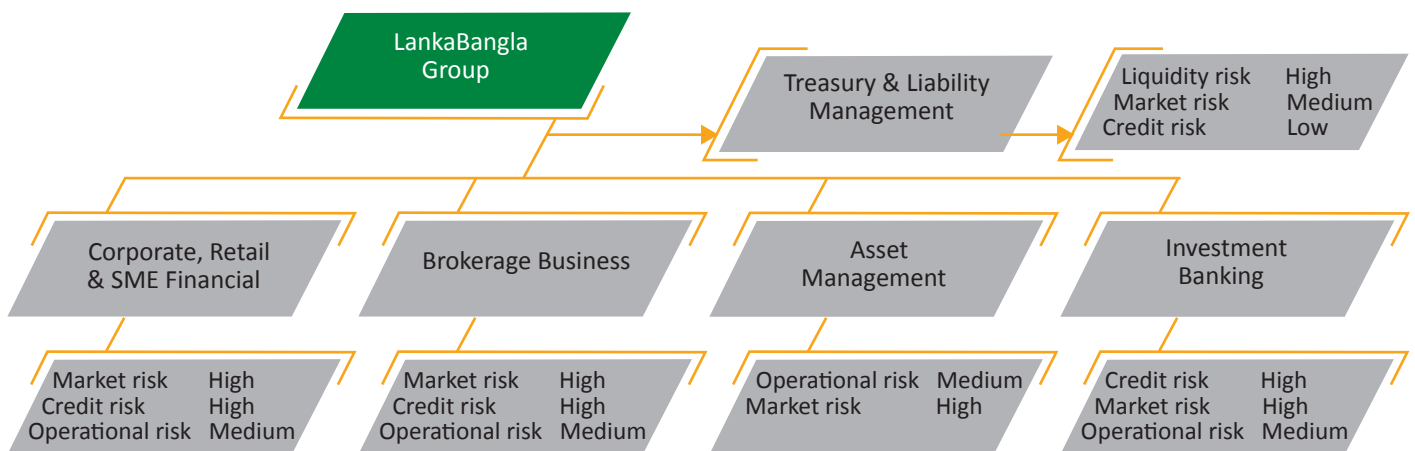 LankaBangla
Group
Treasury & Liability
Management
Liquidity risk High
Market risk Medium
Credit risk Low
Corporate, Retail
& SME Financial
Brokerage Business
Asset
Management
Investment
Banking
Market risk High
Credit risk High
Operational risk Medium
Market risk High
Credit risk High
Operational risk Medium
Operational risk Medium
Market risk High
Credit risk High
Market risk High
Operational risk Medium